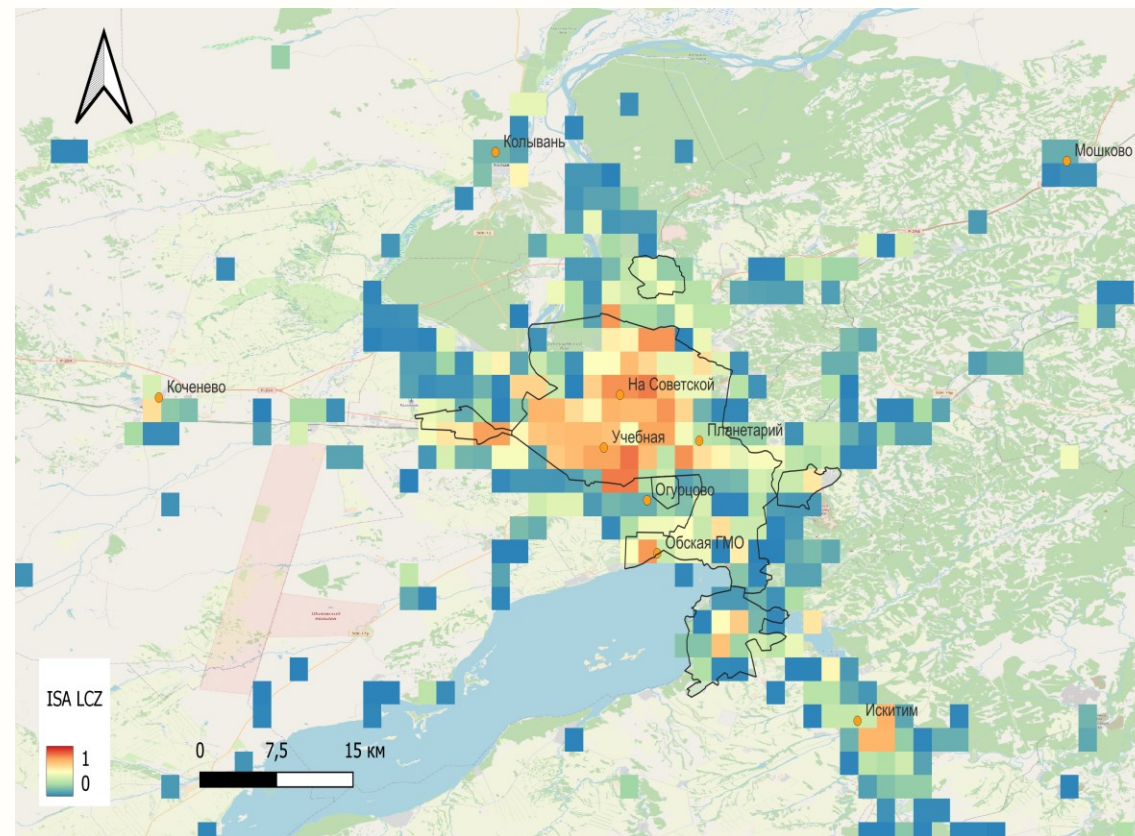 Колывань
Мошково
Коченево
На Советской
Планетарий
Учебная
Огурцово
Обская ГМО
Искитим
ISA LCZ
1
0
0 7,5 15 км